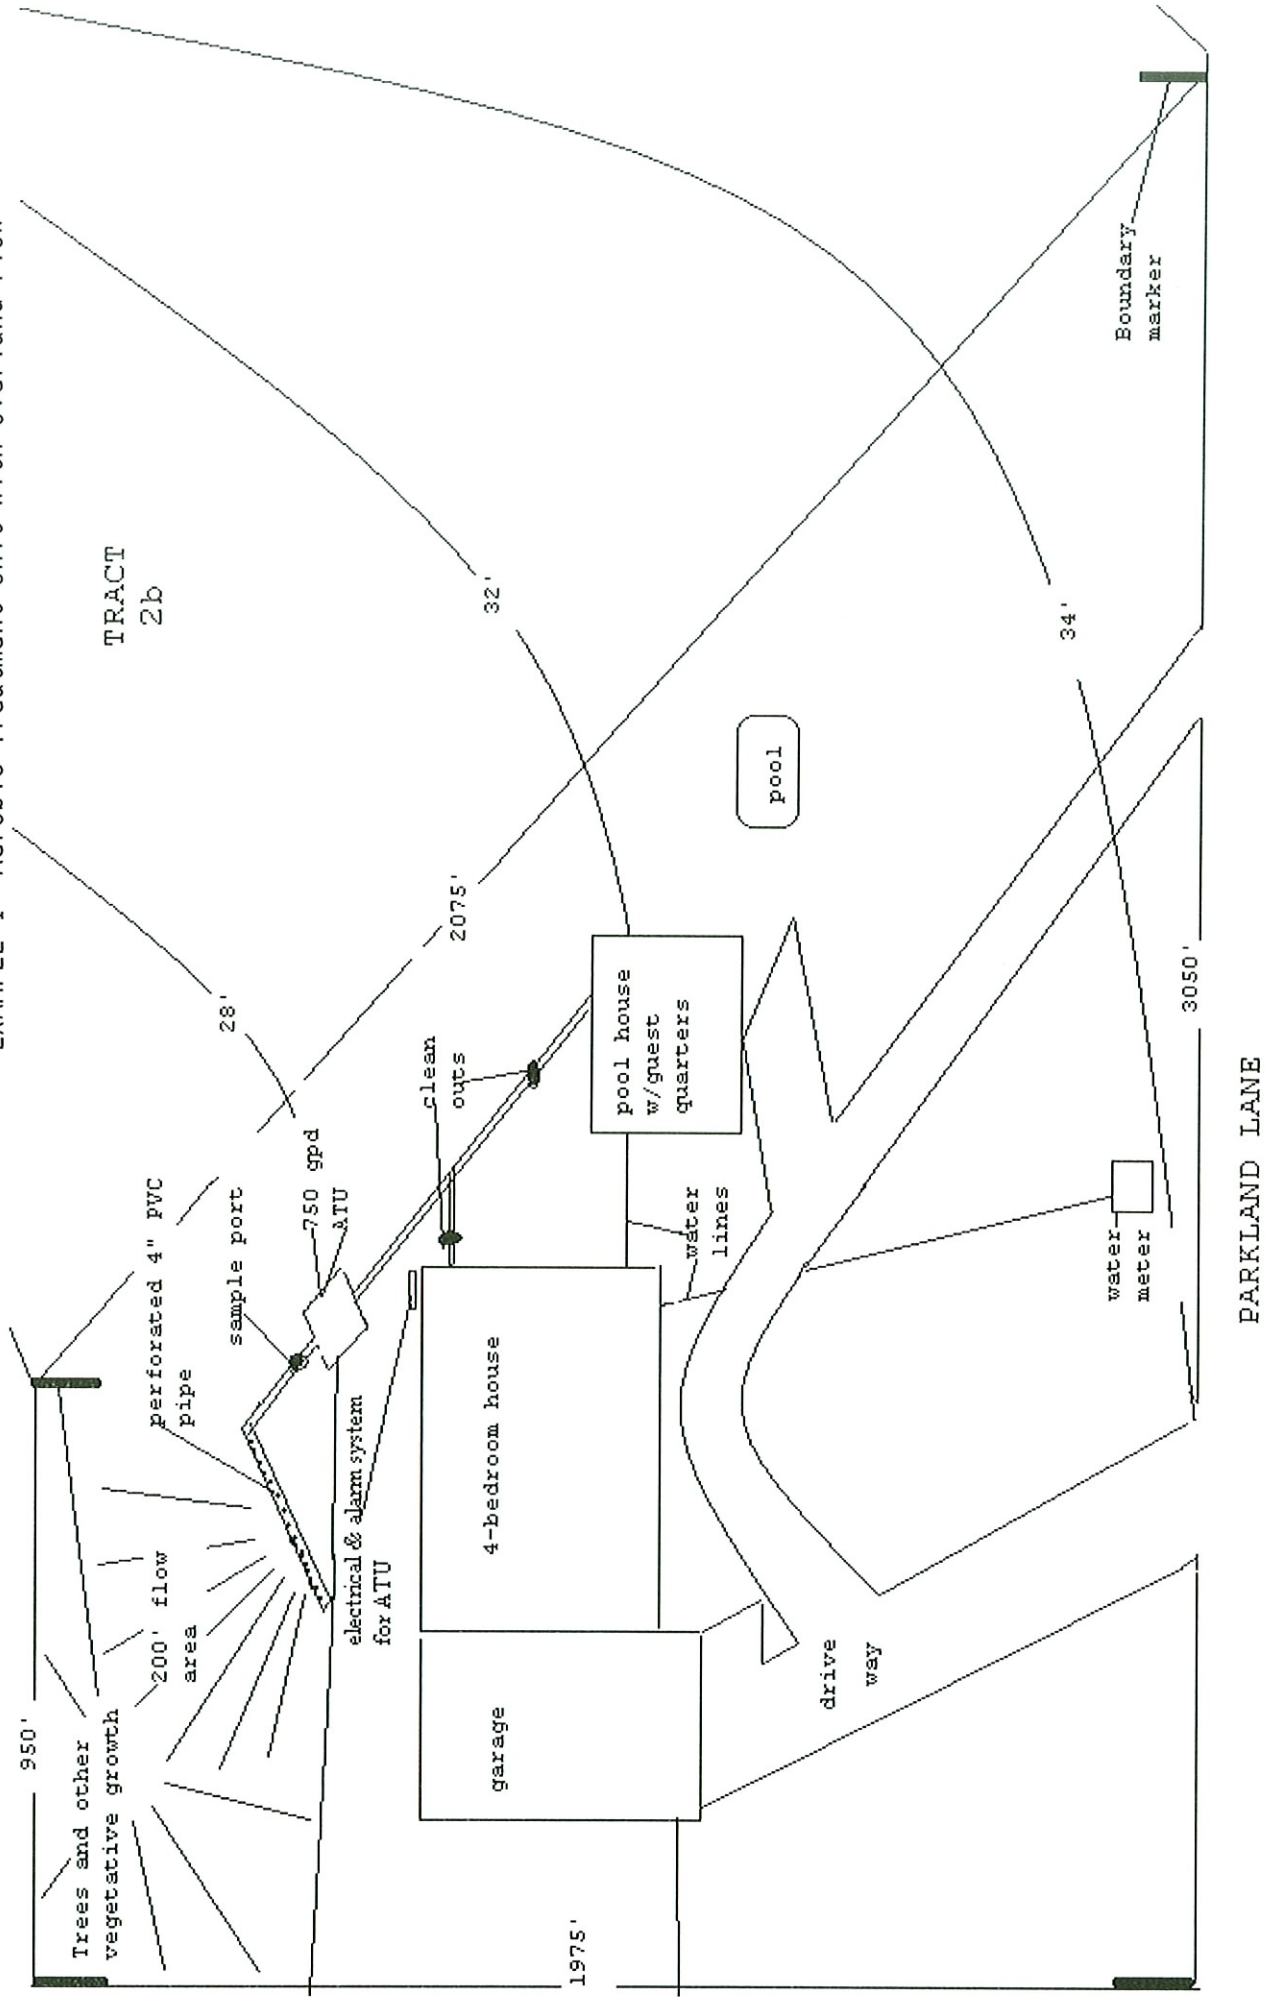 TRACT
2b
28'
32'
34'
2075'
950'
1975'
3050'
Trees and other
vegetative growth
200' flow
area
perforated 4" PVC
pipe
sample port
750 gpd
ATU
electrical & alarm system
for ATU
clean
outs
pool house
w/guest
quarters
pool
4-bedroom house
garage
water
lines
drive
way
water
meter
Boundary
marker
PARKLAND LANE